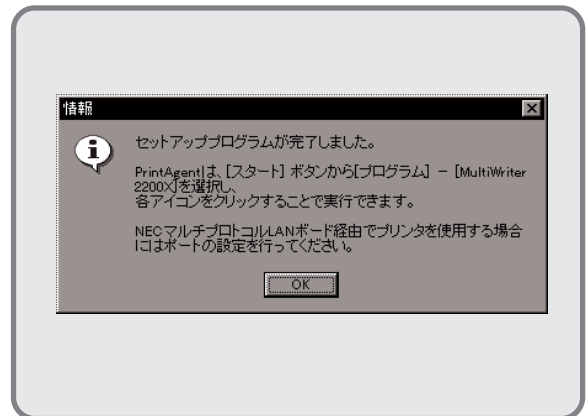 情報
セットアッププログラムが完了しました。
PrintAgentは、[スタート] ボタンから[プログラム] － [MultiWriter
2200X]を選択し、
各アイコンをクリックすることで実行できます。
NECマルチプロトコルLANボード経由でプリンタを使用する場合
にはポートの設定を行ってください。
OK